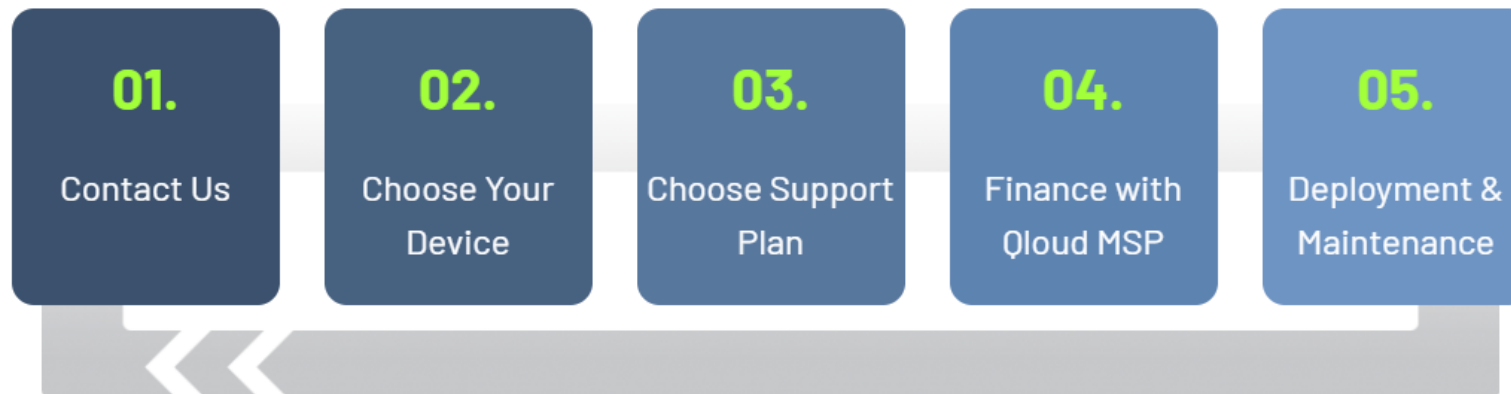 01.
Contact Us
02.
Choose Your
Device
03.
Choose Support
Plan
04.
Finance with
Qloud MSP
05.
Deployment &
Maintenance